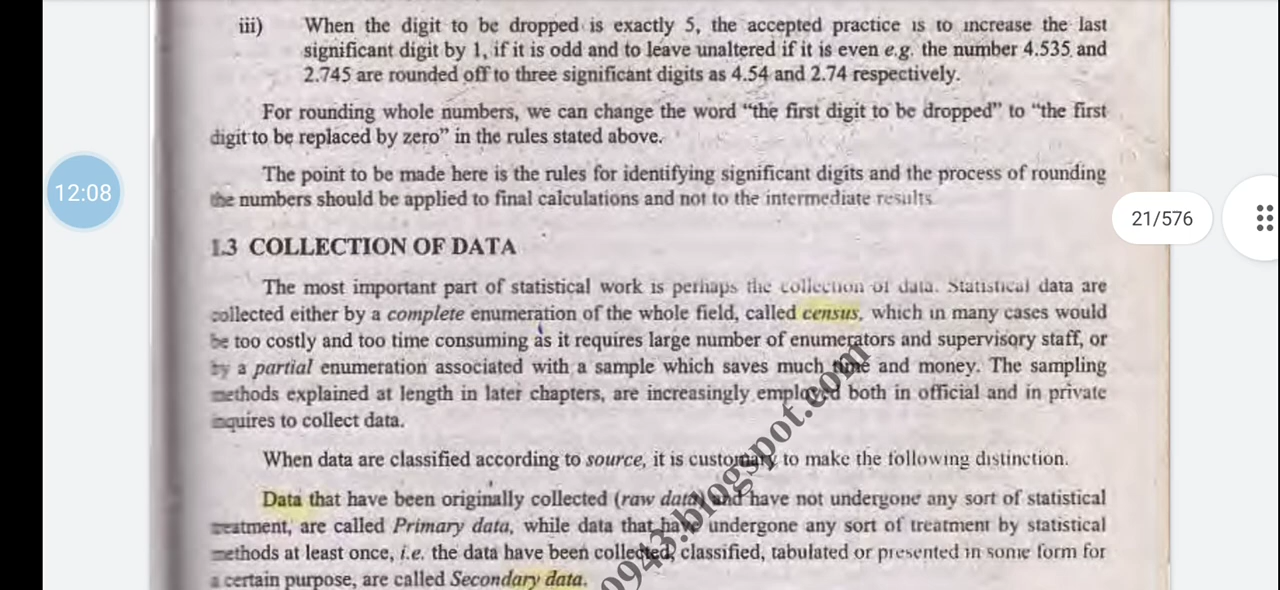 iii) When the digit to be dropped is exactly 5, the accepted practice is to increase the last
significant digit by 1, if it is odd and to leave unaltered if it is even e.g. the number 4.535 and
2.745 are rounded off to three significant digits as 4.54 and 2.74 respectively.
For rounding whole numbers, we can change the word “the first digit to be dropped” to “the first
digit to be replaced by zero” in the rules stated above.
12:08
The point to be made here is the rules for identifying significant digits and the process of rounding
the numbers should be applied to final calculations and not to the intermediate results
21/576
1.3 COLLECTION OF DATA
The most important part of statistical work is perhaps the collection of data. Statistical data are
collected either by a complete enumeration of the whole field, called census, which in many cases would
be too costly and too time consuming as it requires large number of enumerators and supervisory staff, or
by a partial enumeration associated with a sample which saves much time and money. The sampling
methods explained at length in later chapters, are increasingly employed both in official and in private
inquires to collect data.
When data are classified according to source, it is customary to make the following distinction.
Data that have been originally collected (raw data) and have not undergone any sort of statistical
treatment, are called Primary data, while data that have undergone any sort of treatment by statistical
methods at least once, i.e. the data have been collected, classified, tabulated or presented in some form for
a certain purpose, are called Secondary data.
0943.blogspot.com